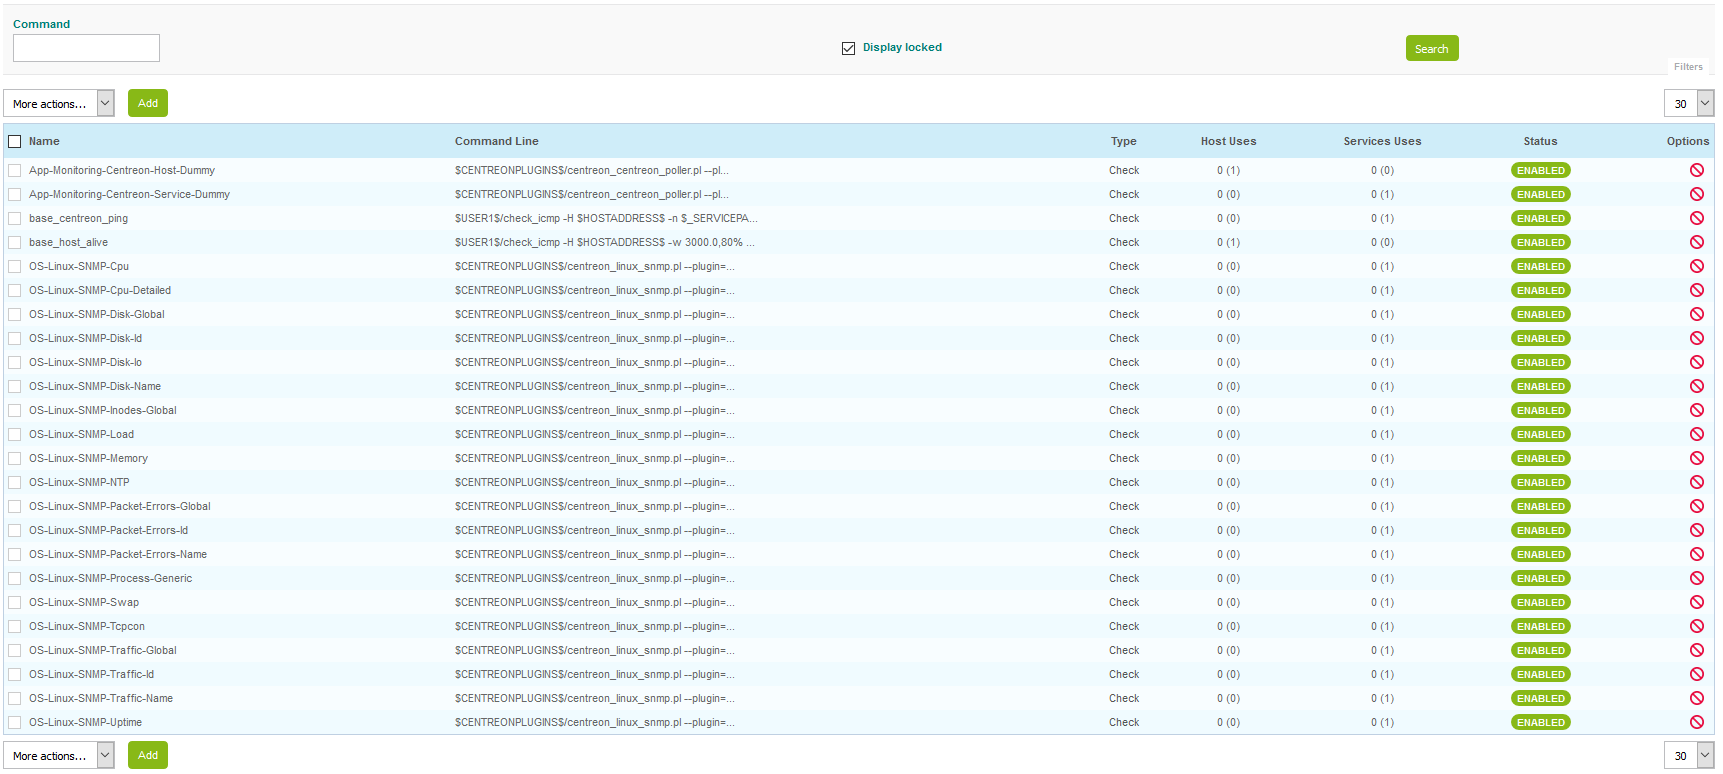 Command
Display locked
Search
Filters
More actions... Add 30
Name Command Line Type Host Uses Services Uses Status Options
App-Monitoring-Centreon-Host-Dummy $CENTREONPLUGINS$/centreon_centreon_poller.pl --pl... Check 0 (1) 0 (0) ENABLED
App-Monitoring-Centreon-Service-Dummy $CENTREONPLUGINS$/centreon_centreon_poller.pl --pl... Check 0 (0) 0 (1) ENABLED
base_centreon_ping $USER1$/check_icmp -H $HOSTADDRESS$ -n $_SERVICEPA... Check 0 (0) 0 (1) ENABLED
base_host_alive $USER1$/check_icmp -H $HOSTADDRESS$ -w 3000.0,80% ... Check 0 (1) 0 (0) ENABLED
OS-Linux-SNMP-Cpu $CENTREONPLUGINS$/centreon_linux_snmp.pl --plugin=... Check 0 (0) 0 (1) ENABLED
OS-Linux-SNMP-Cpu-Detailed $CENTREONPLUGINS$/centreon_linux_snmp.pl --plugin=... Check 0 (0) 0 (1) ENABLED
OS-Linux-SNMP-Disk-Global $CENTREONPLUGINS$/centreon_linux_snmp.pl --plugin=... Check 0 (0) 0 (1) ENABLED
OS-Linux-SNMP-Disk-Id $CENTREONPLUGINS$/centreon_linux_snmp.pl --plugin=... Check 0 (0) 0 (1) ENABLED
OS-Linux-SNMP-Disk-Io $CENTREONPLUGINS$/centreon_linux_snmp.pl --plugin=... Check 0 (0) 0 (1) ENABLED
OS-Linux-SNMP-Disk-Name $CENTREONPLUGINS$/centreon_linux_snmp.pl --plugin=... Check 0 (0) 0 (1) ENABLED
OS-Linux-SNMP-Inodes-Global $CENTREONPLUGINS$/centreon_linux_snmp.pl --plugin=... Check 0 (0) 0 (1) ENABLED
OS-Linux-SNMP-Load $CENTREONPLUGINS$/centreon_linux_snmp.pl --plugin=... Check 0 (0) 0 (1) ENABLED
OS-Linux-SNMP-Memory $CENTREONPLUGINS$/centreon_linux_snmp.pl --plugin=... Check 0 (0) 0 (1) ENABLED
OS-Linux-SNMP-NTP $CENTREONPLUGINS$/centreon_linux_snmp.pl --plugin=... Check 0 (0) 0 (1) ENABLED
OS-Linux-SNMP-Packet-Errors-Global $CENTREONPLUGINS$/centreon_linux_snmp.pl --plugin=... Check 0 (0) 0 (1) ENABLED
OS-Linux-SNMP-Packet-Errors-Id $CENTREONPLUGINS$/centreon_linux_snmp.pl --plugin=... Check 0 (0) 0 (1) ENABLED
OS-Linux-SNMP-Packet-Errors-Name $CENTREONPLUGINS$/centreon_linux_snmp.pl --plugin=... Check 0 (0) 0 (1) ENABLED
OS-Linux-SNMP-Process-Generic $CENTREONPLUGINS$/centreon_linux_snmp.pl --plugin=... Check 0 (0) 0 (1) ENABLED
OS-Linux-SNMP-Swap $CENTREONPLUGINS$/centreon_linux_snmp.pl --plugin=... Check 0 (0) 0 (1) ENABLED
OS-Linux-SNMP-Tcpcon $CENTREONPLUGINS$/centreon_linux_snmp.pl --plugin=... Check 0 (0) 0 (1) ENABLED
OS-Linux-SNMP-Traffic-Global $CENTREONPLUGINS$/centreon_linux_snmp.pl --plugin=... Check 0 (0) 0 (1) ENABLED
OS-Linux-SNMP-Traffic-Id $CENTREONPLUGINS$/centreon_linux_snmp.pl --plugin=... Check 0 (0) 0 (1) ENABLED
OS-Linux-SNMP-Traffic-Name $CENTREONPLUGINS$/centreon_linux_snmp.pl --plugin=... Check 0 (0) 0 (1) ENABLED
OS-Linux-SNMP-Uptime $CENTREONPLUGINS$/centreon_linux_snmp.pl --plugin=... Check 0 (0) 0 (1) ENABLED
More actions... Add 30